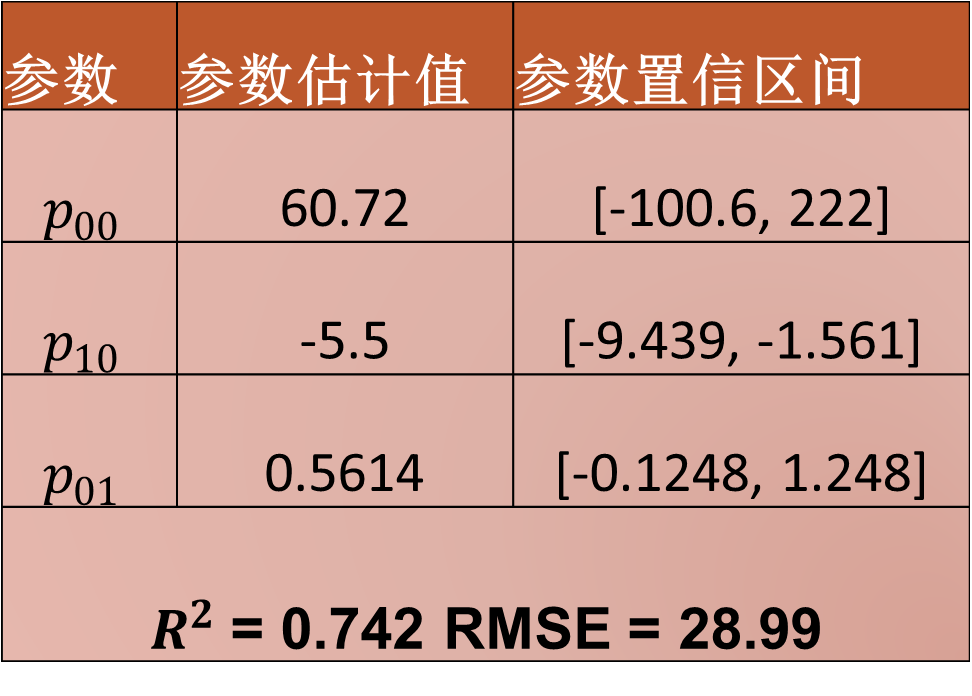 参数 参数估计值 参数置信区间
p₀₀ 60.72 [-100.6, 222]
p₁₀ -5.5 [-9.439, -1.561]
p₀₁ 0.5614 [-0.1248, 1.248]
R² = 0.742 RMSE = 28.99